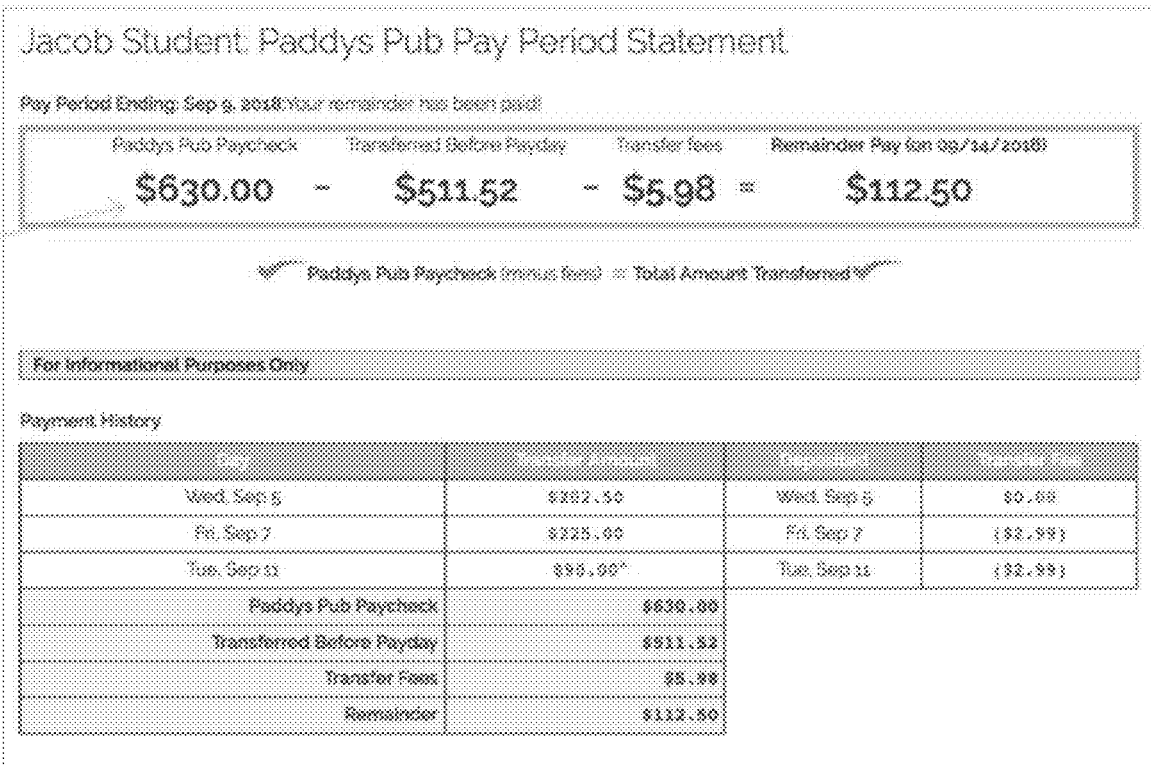 Jacob Student: Paddys Pub Pay Period Statement
Pay Period Ending: Sep 9, 2018: Your remainder has been paid!
Paddys Pub Paycheck Transferred Before Payday Transfer fees Remainder Pay (on 09/14/2018)
$630.00 - $511.52 - $5.98 = $112.50
Paddys Pub Paycheck (minus fees) = Total Amount Transferred
For Informational Purposes Only
Payment History
Wed, Sep 5 $202.50 Wed, Sep 5 $0.00
Fri, Sep 7 $225.00 Fri, Sep 7 ($2.99)
Tue, Sep 11 $90.00* Tue, Sep 11 ($2.99)
Paddys Pub Paycheck $630.00
Transferred Before Payday $511.52
Transfer Fees $5.98
Remainder $112.50